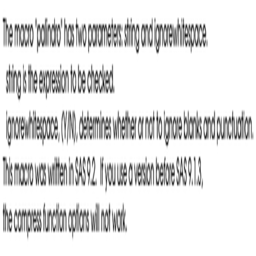 The macro 'palindro' has two parameters: string and ignorewhitespace.
string is the expression to be checked.
ignorewhitespace, (Y/N), determines whether or not to ignore blanks and punctuation.
This macro was written in SAS 9.2. If you use a version before SAS 9.1.3,
the compress function options will not work.